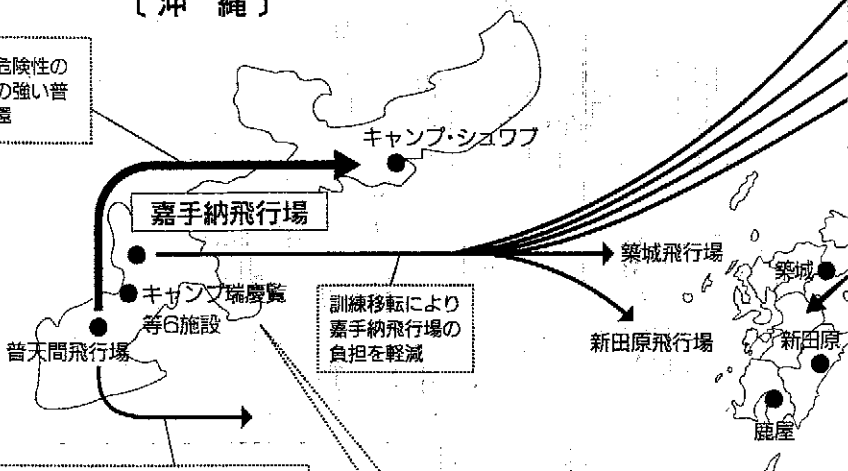 〔沖縄〕
危険性の
の強い普
還
キャンプ・シュワブ
嘉手納飛行場
築城飛行場
築城
キャンプ瑞慶覧
等6施設
訓練移転により
嘉手納飛行場の
負担を軽減
普天間飛行場
新田原飛行場
新田原
鹿屋